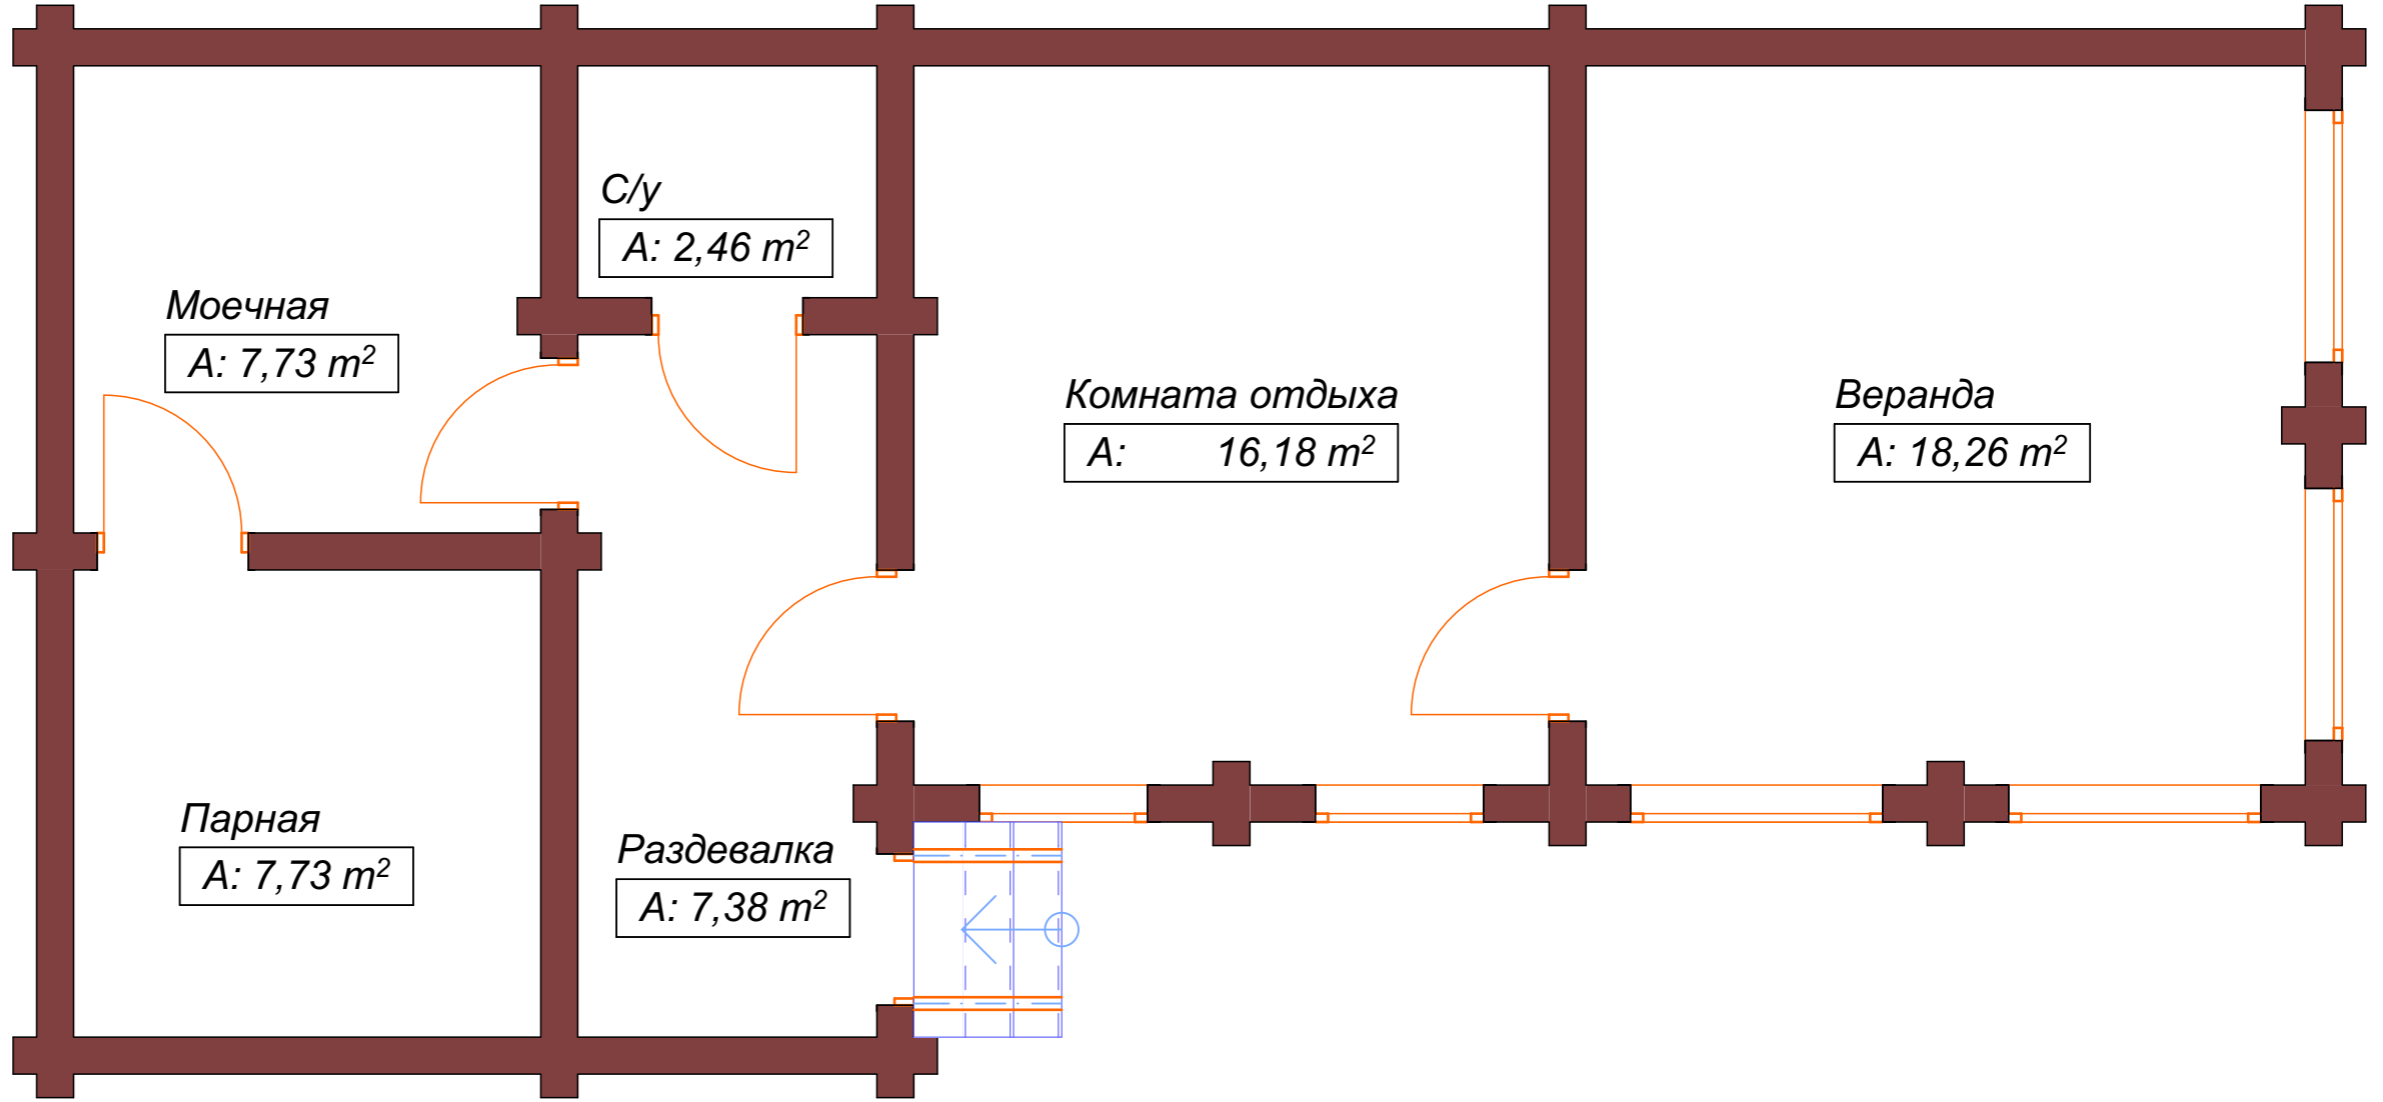 С/у
A: 2,46 m²
Моечная
A: 7,73 m²
Комната отдыха
A: 16,18 m²
Веранда
A: 18,26 m²
Парная
A: 7,73 m²
Раздевалка
A: 7,38 m²